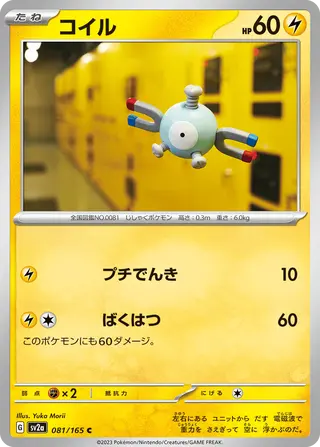 たね
コイル
HP60
全国図鑑NO.0081 じしゃくポケモン 高さ:0.3m 重さ:6.0kg
プチでんき 10
ばくはつ 60
このポケモンにも60ダメージ。
弱点 ×2 抵抗力 にげる
Illus. Yuka Morii
G sv2a 081/165 C
左右にある ユニットから だす 電磁波で
重力を さえぎって 空に 浮かぶのだ。
©2023 Pokémon/Nintendo/Creatures/GAME FREAK.